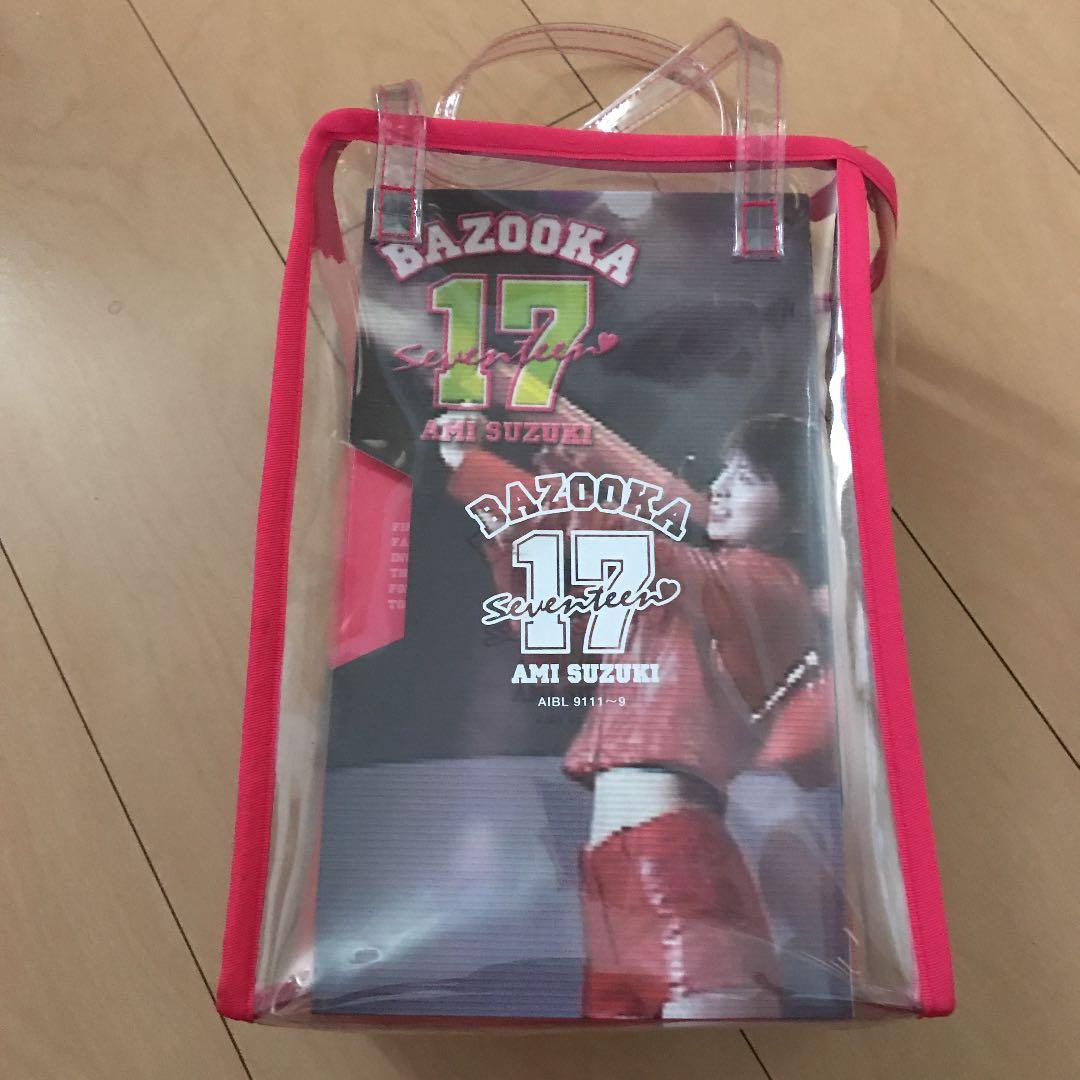 BAZOOKA
17
Seventeen
AMI SUZUKI
BAZOOKA
17
Seventeen
AMI SUZUKI
AIBL 9111～9